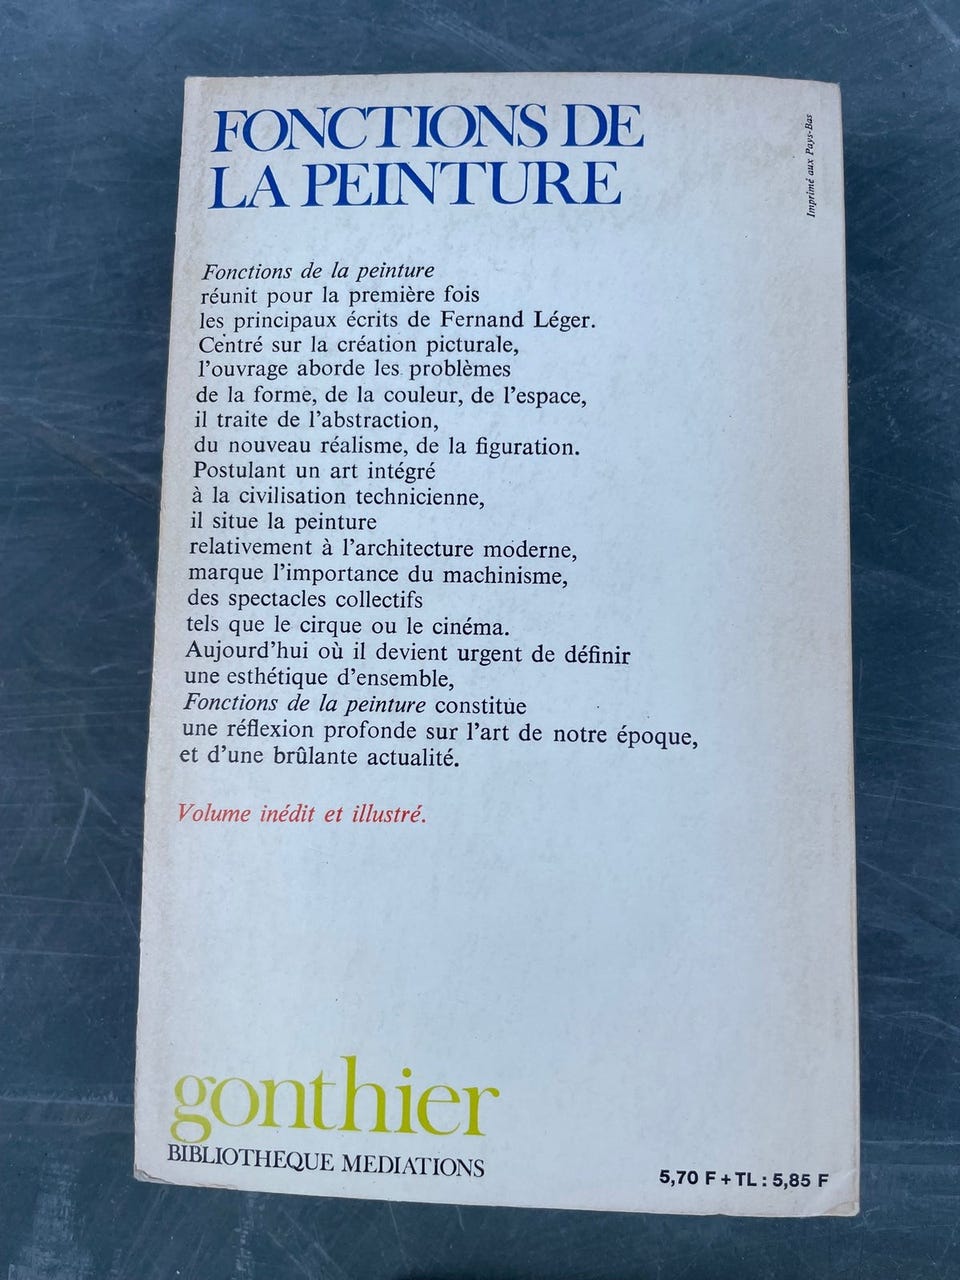 FONCTIONS DE
LA PEINTURE
Imprimé aux Pays-Bas
Fonctions de la peinture
réunit pour la première fois
les principaux écrits de Fernand Léger.
Centré sur la création picturale,
l'ouvrage aborde les problèmes
de la forme, de la couleur, de l'espace,
il traite de l'abstraction,
du nouveau réalisme, de la figuration.
Postulant un art intégré
à la civilisation technicienne,
il situe la peinture
relativement à l'architecture moderne,
marque l'importance du machinisme,
des spectacles collectifs
tels que le cirque ou le cinéma.
Aujourd'hui où il devient urgent de définir
une esthétique d'ensemble,
Fonctions de la peinture constitue
une réflexion profonde sur l'art de notre époque,
et d'une brûlante actualité.
Volume inédit et illustré.
gonthier
BIBLIOTHEQUE MEDIATIONS
5,70 F + TL : 5,85 F